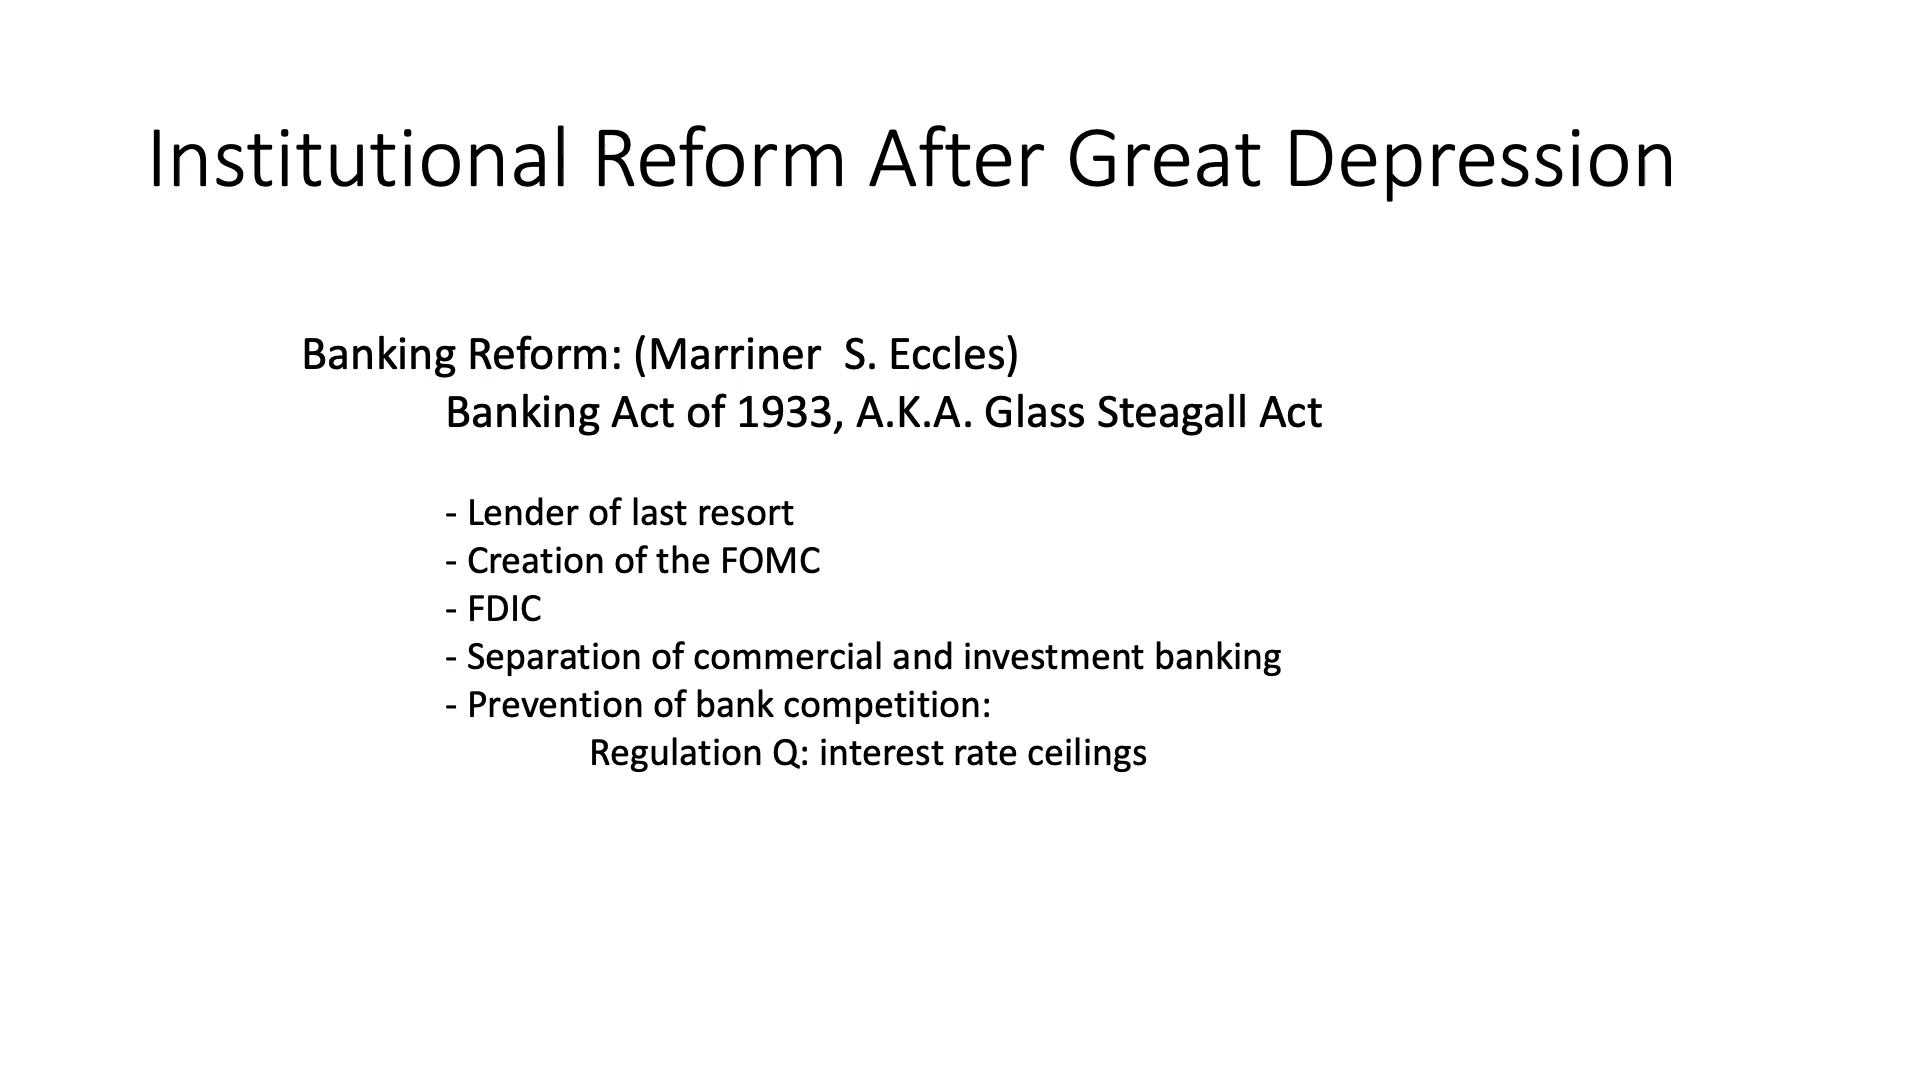 Institutional Reform After Great Depression
Banking Reform: (Marriner  S. Eccles)
Banking Act of 1933, A.K.A. Glass Steagall Act
- Lender of last resort
- Creation of the FOMC
- FDIC
- Separation of commercial and investment banking
- Prevention of bank competition:
Regulation Q: interest rate ceilings